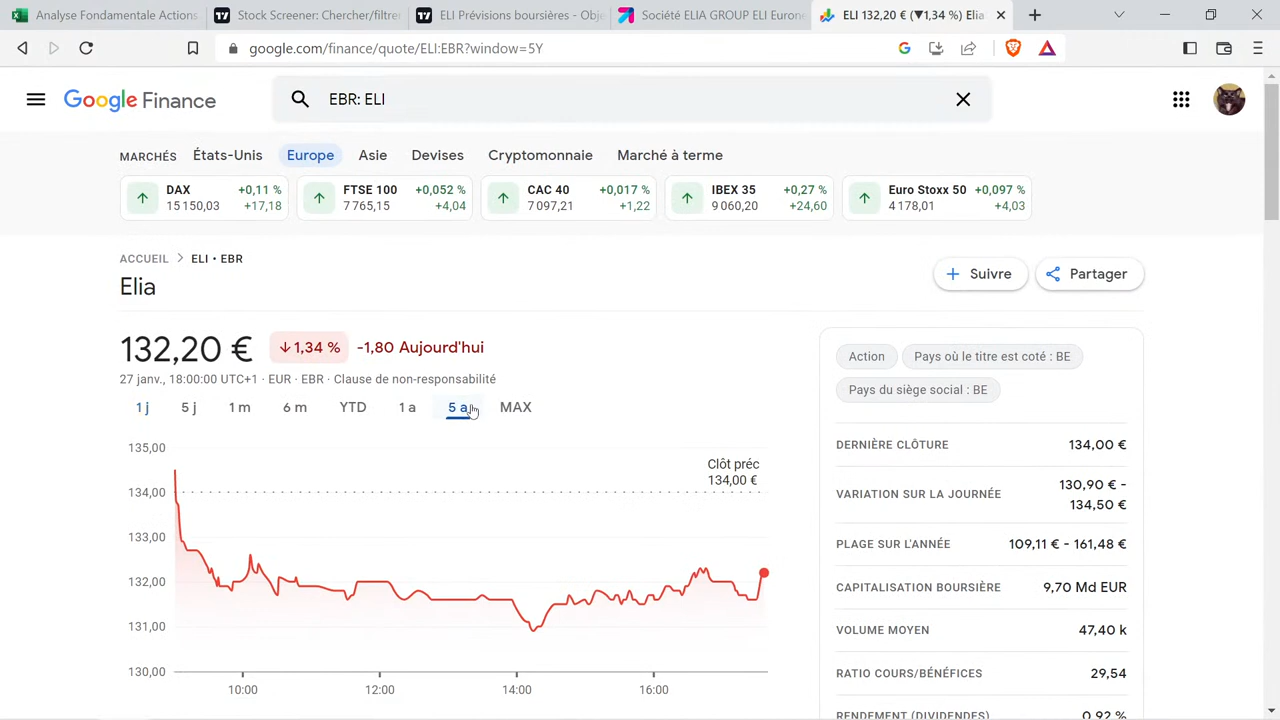 Analyse Fondamentale Actions
Stock Screener: Chercher/filtre
ELI Prévisions boursières - Obje
Société ELIA GROUP ELI Eurone
ELI 132,20 € (▼1,34 %) Elia
google.com/finance/quote/ELI:EBR?window=5Y
Google Finance
EBR: ELI
MARCHÉS États-Unis Europe Asie Devises Cryptomonnaie Marché à terme
DAX +0,11 %
15 150,03 +17,18
FTSE 100 +0,052 %
7 765,15 +4,04
CAC 40 +0,017 %
7 097,21 +1,22
IBEX 35 +0,27 %
9 060,20 +24,60
Euro Stoxx 50 +0,097 %
4 178,01 +4,03
ACCUEIL > ELI • EBR
Elia
Suivre
Partager
132,20 € ↓1,34 % -1,80 Aujourd'hui
27 janv., 18:00:00 UTC+1 · EUR · EBR · Clause de non-responsabilité
1 j 5 j 1 m 6 m YTD 1 a 5 a MAX
135,00
134,00
133,00
132,00
131,00
130,00
Clôt préc
134,00 €
10:00 12:00 14:00 16:00
Action
Pays où le titre est coté : BE
Pays du siège social : BE
DERNIÈRE CLÔTURE 134,00 €
VARIATION SUR LA JOURNÉE 130,90 € -
134,50 €
PLAGE SUR L'ANNÉE 109,11 € - 161,48 €
CAPITALISATION BOURSIÈRE 9,70 Md EUR
VOLUME MOYEN 47,40 k
RATIO COURS/BÉNÉFICES 29,54
RENDEMENT (DIVIDENDES) 0,92 %